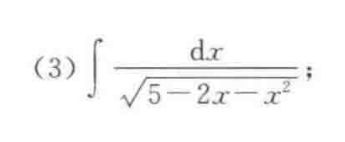 (3) ∫ dx / √(5−2x−x²) ;